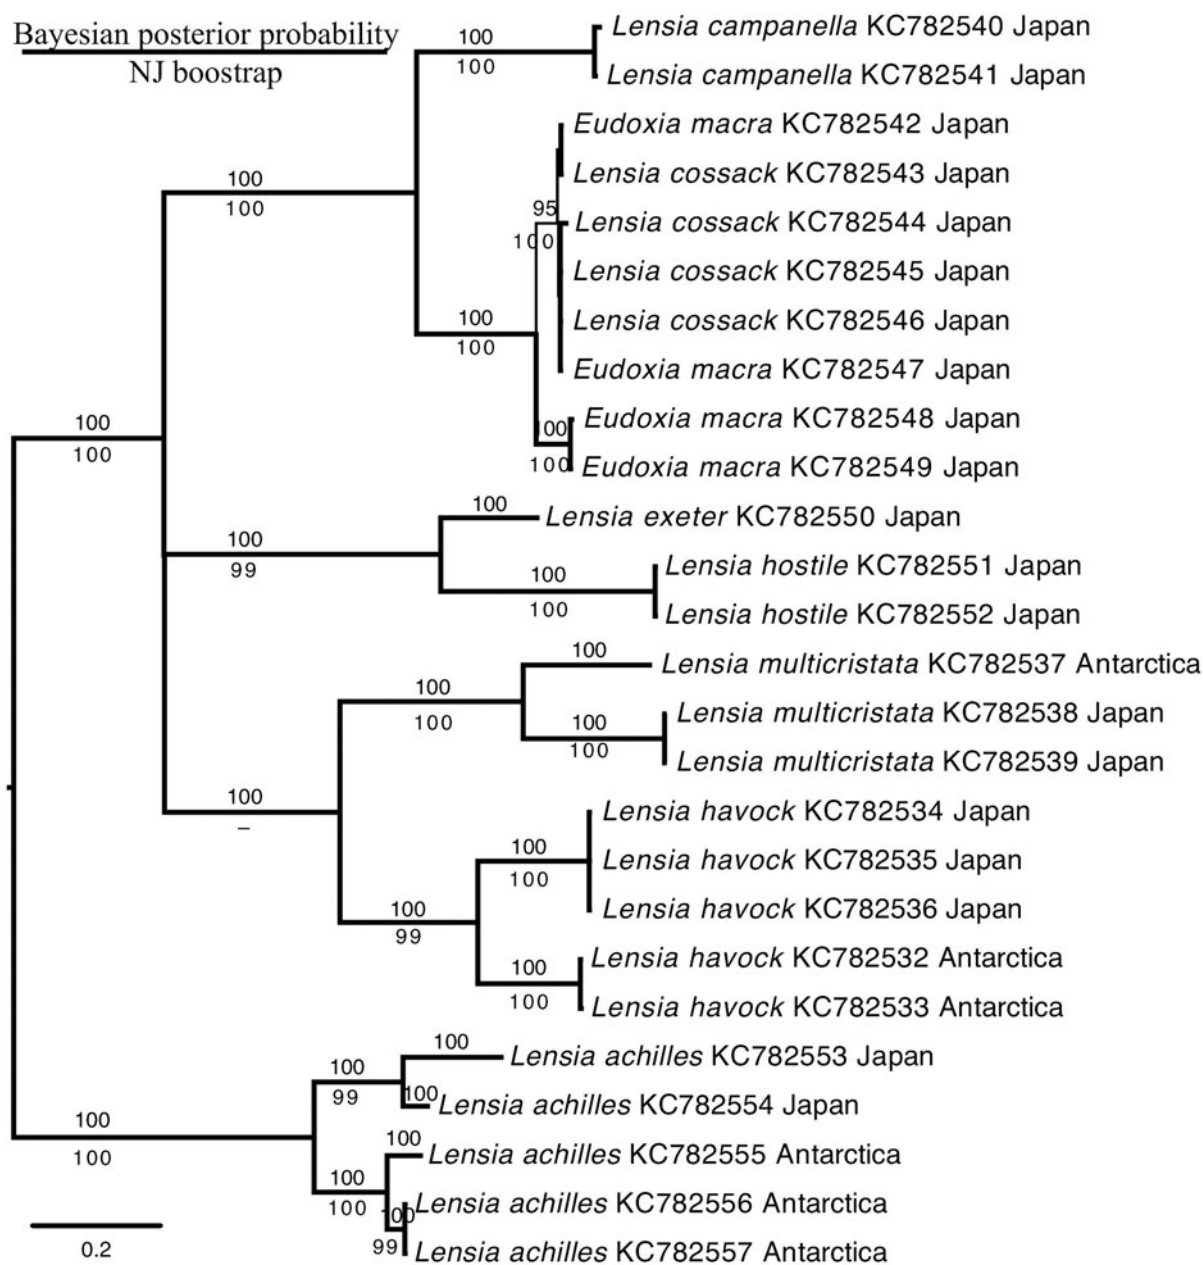 Bayesian posterior probability
NJ boostrap
100
100
Lensia campanella KC782540 Japan
Lensia campanella KC782541 Japan
Eudoxia macra KC782542 Japan
100
100
Lensia cossack KC782543 Japan
95
100
Lensia cossack KC782544 Japan
Lensia cossack KC782545 Japan
100
100
Lensia cossack KC782546 Japan
Eudoxia macra KC782547 Japan
100
100
Eudoxia macra KC782548 Japan
100
100
Eudoxia macra KC782549 Japan
100
Lensia exeter KC782550 Japan
100
99
Lensia hostile KC782551 Japan
100
100
Lensia hostile KC782552 Japan
100
Lensia multicristata KC782537 Antarctica
100
100
Lensia multicristata KC782538 Japan
100
100
Lensia multicristata KC782539 Japan
100
–
Lensia havock KC782534 Japan
100
100
Lensia havock KC782535 Japan
Lensia havock KC782536 Japan
100
99
Lensia havock KC782532 Antarctica
100
100
Lensia havock KC782533 Antarctica
100
Lensia achilles KC782553 Japan
100
99
100
Lensia achilles KC782554 Japan
100
100
100
Lensia achilles KC782555 Antarctica
100
100
Lensia achilles KC782556 Antarctica
100
99
Lensia achilles KC782557 Antarctica
0.2